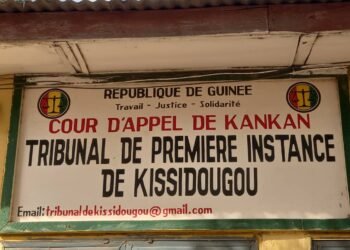 REPUBLIQUE DE GUINEE
Travail - Justice - Solidarité
COUR D'APPEL DE KANKAN
TRIBUNAL DE PREMIERE INSTANCE
DE KISSIDOUGOU
Email: tribunaldekissidougou@gmail.com